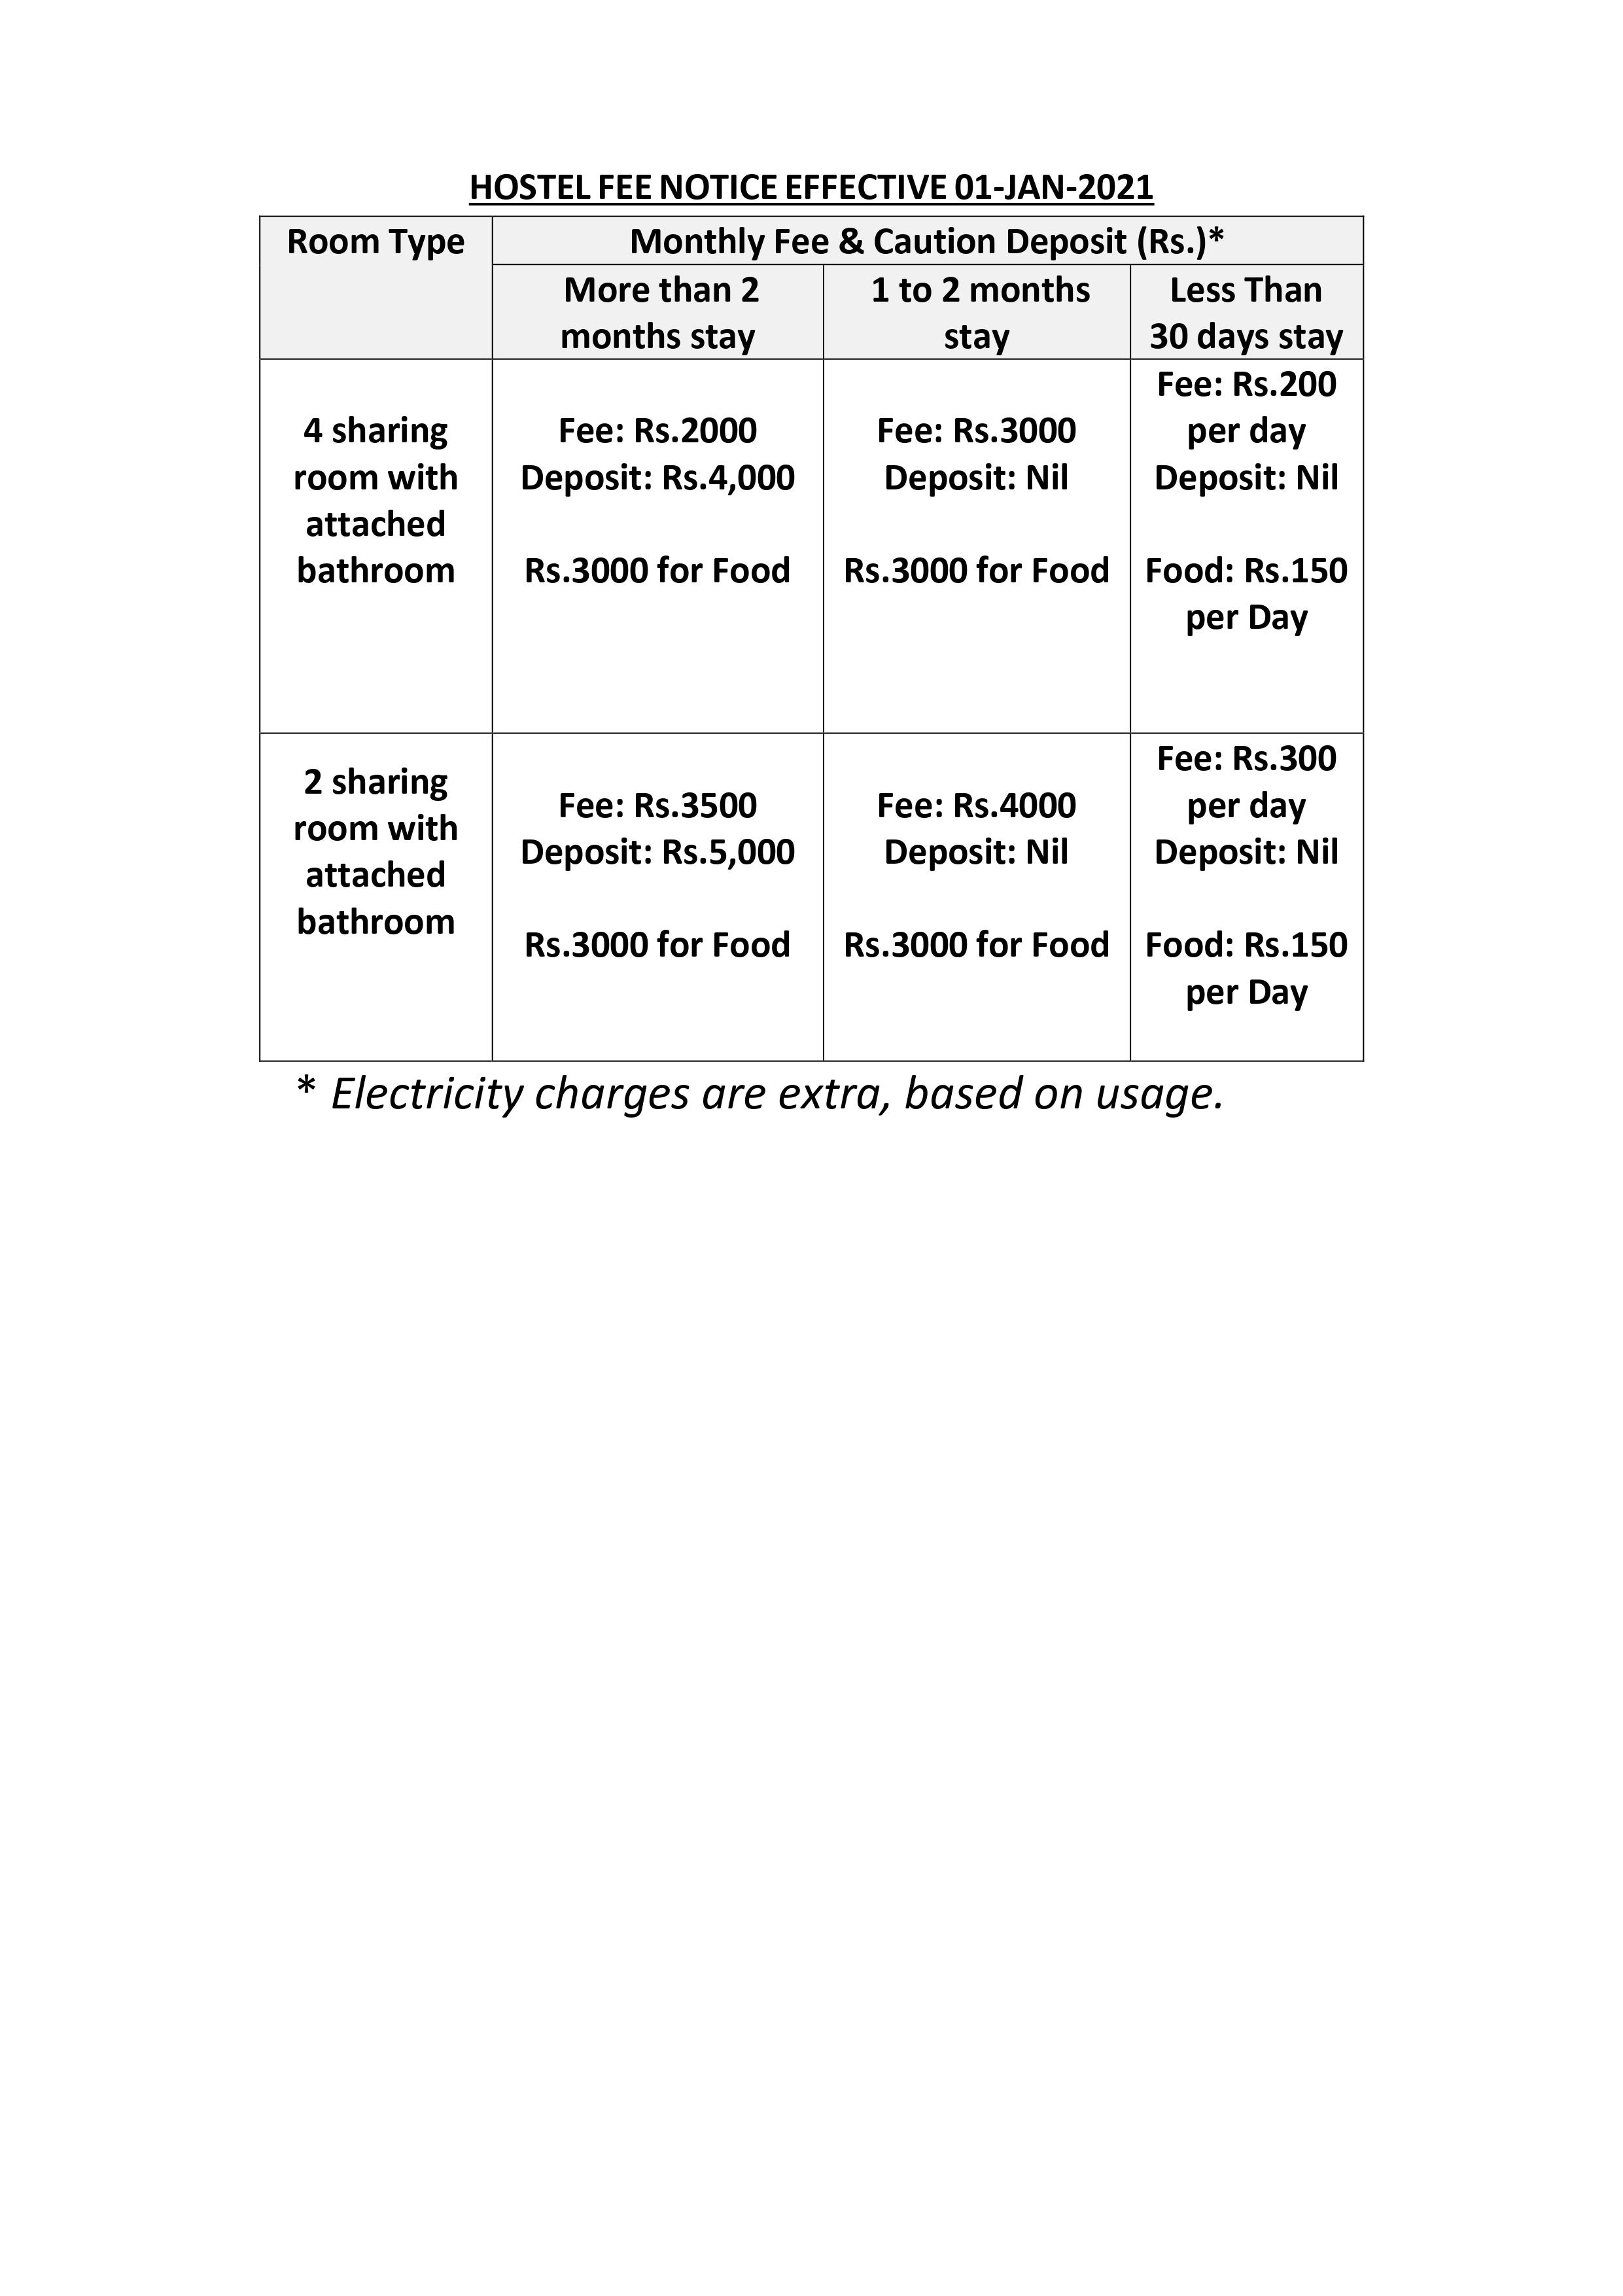 HOSTEL FEE NOTICE EFFECTIVE 01-JAN-2021
Room Type
Monthly Fee & Caution Deposit (Rs.)*
More than 2
months stay
1 to 2 months
stay
Less Than
30 days stay
4 sharing
room with
attached
bathroom
Fee: Rs.2000
Deposit: Rs.4,000
Rs.3000 for Food
Fee: Rs.3000
Deposit: Nil
Rs.3000 for Food
Fee: Rs.200
per day
Deposit: Nil
Food: Rs.150
per Day
2 sharing
room with
attached
bathroom
Fee: Rs.3500
Deposit: Rs.5,000
Rs.3000 for Food
Fee: Rs.4000
Deposit: Nil
Rs.3000 for Food
Fee: Rs.300
per day
Deposit: Nil
Food: Rs.150
per Day
* Electricity charges are extra, based on usage.